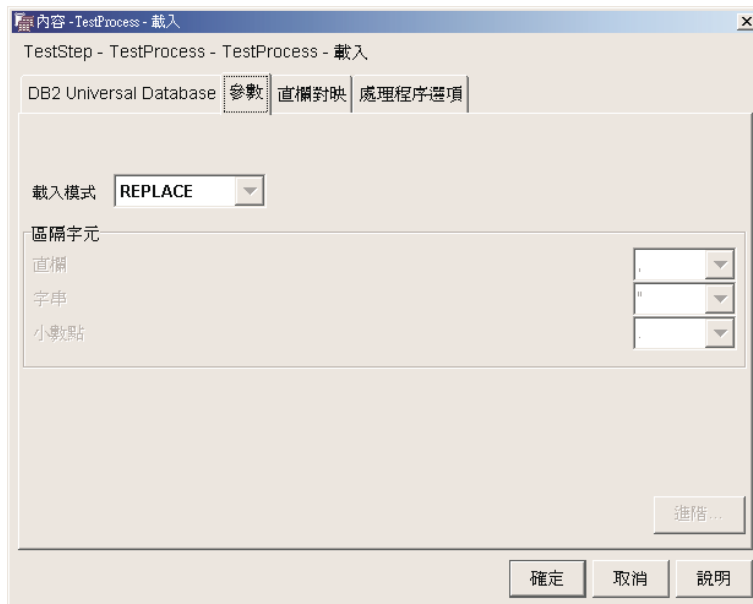 內容 - TestProcess - 載入
TestStep - TestProcess - TestProcess - 載入
DB2 Universal Database 參數 直欄對映 處理程序選項
載入模式 REPLACE
區隔字元
直欄 ,
字串 "
小數點 .
進階...
確定 取消 說明